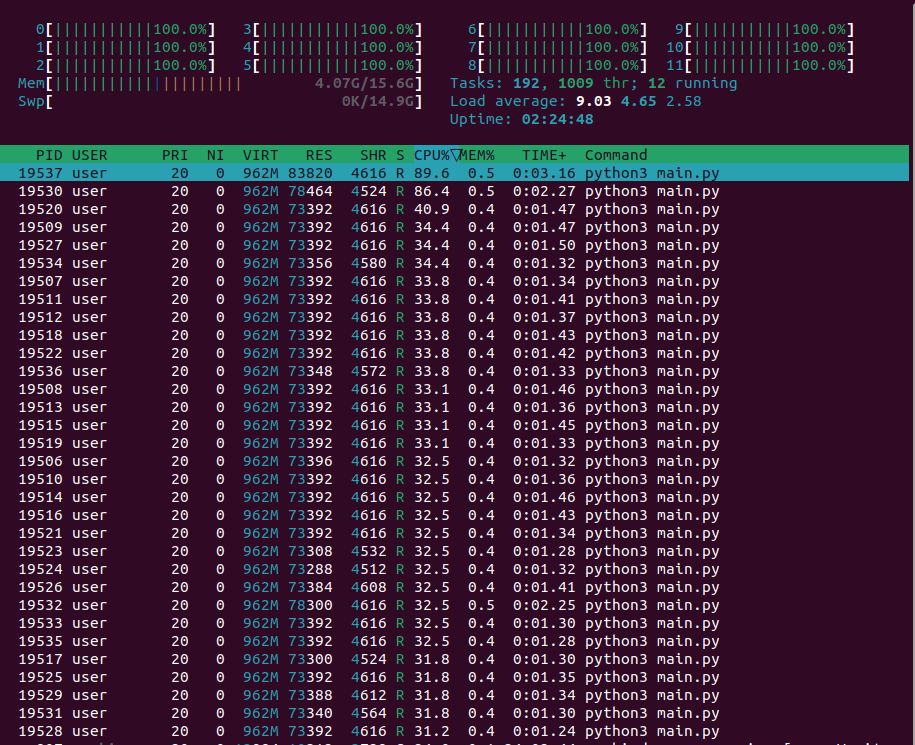 0[|||||||||||100.0%] 3[|||||||||||100.0%] 6[|||||||||||100.0%] 9[|||||||||||100.0%]
1[|||||||||||100.0%] 4[|||||||||||100.0%] 7[|||||||||||100.0%] 10[|||||||||||100.0%]
2[|||||||||||100.0%] 5[|||||||||||100.0%] 8[|||||||||||100.0%] 11[|||||||||||100.0%]
Mem[|||||||||||||||||||||4.07G/15.6G] Tasks: 192, 1009 thr; 12 running
Swp[ 0K/14.9G] Load average: 9.03 4.65 2.58
Uptime: 02:24:48
PID USER PRI NI VIRT RES SHR S CPU%▽MEM% TIME+ Command
19537 user 20 0 962M 83820 4616 R 89.6 0.5 0:03.16 python3 main.py
19530 user 20 0 962M 78464 4524 R 86.4 0.5 0:02.27 python3 main.py
19520 user 20 0 962M 73392 4616 R 40.9 0.4 0:01.47 python3 main.py
19509 user 20 0 962M 73392 4616 R 34.4 0.4 0:01.47 python3 main.py
19527 user 20 0 962M 73392 4616 R 34.4 0.4 0:01.50 python3 main.py
19534 user 20 0 962M 73356 4580 R 34.4 0.4 0:01.32 python3 main.py
19507 user 20 0 962M 73392 4616 R 33.8 0.4 0:01.34 python3 main.py
19511 user 20 0 962M 73392 4616 R 33.8 0.4 0:01.41 python3 main.py
19512 user 20 0 962M 73392 4616 R 33.8 0.4 0:01.37 python3 main.py
19518 user 20 0 962M 73392 4616 R 33.8 0.4 0:01.43 python3 main.py
19522 user 20 0 962M 73392 4616 R 33.8 0.4 0:01.42 python3 main.py
19536 user 20 0 962M 73348 4572 R 33.8 0.4 0:01.33 python3 main.py
19508 user 20 0 962M 73392 4616 R 33.1 0.4 0:01.46 python3 main.py
19513 user 20 0 962M 73392 4616 R 33.1 0.4 0:01.36 python3 main.py
19515 user 20 0 962M 73392 4616 R 33.1 0.4 0:01.45 python3 main.py
19519 user 20 0 962M 73392 4616 R 33.1 0.4 0:01.33 python3 main.py
19506 user 20 0 962M 73396 4616 R 32.5 0.4 0:01.32 python3 main.py
19510 user 20 0 962M 73392 4616 R 32.5 0.4 0:01.36 python3 main.py
19514 user 20 0 962M 73392 4616 R 32.5 0.4 0:01.46 python3 main.py
19516 user 20 0 962M 73392 4616 R 32.5 0.4 0:01.43 python3 main.py
19521 user 20 0 962M 73392 4616 R 32.5 0.4 0:01.34 python3 main.py
19523 user 20 0 962M 73308 4532 R 32.5 0.4 0:01.28 python3 main.py
19524 user 20 0 962M 73288 4512 R 32.5 0.4 0:01.32 python3 main.py
19526 user 20 0 962M 73384 4608 R 32.5 0.4 0:01.41 python3 main.py
19532 user 20 0 962M 78300 4616 R 32.5 0.5 0:02.25 python3 main.py
19533 user 20 0 962M 73392 4616 R 32.5 0.4 0:01.30 python3 main.py
19535 user 20 0 962M 73392 4616 R 32.5 0.4 0:01.28 python3 main.py
19517 user 20 0 962M 73300 4524 R 31.8 0.4 0:01.30 python3 main.py
19525 user 20 0 962M 73392 4616 R 31.8 0.4 0:01.35 python3 main.py
19529 user 20 0 962M 73388 4612 R 31.8 0.4 0:01.34 python3 main.py
19531 user 20 0 962M 73340 4564 R 31.8 0.4 0:01.30 python3 main.py
19528 user 20 0 962M 73392 4616 R 31.2 0.4 0:01.24 python3 main.py